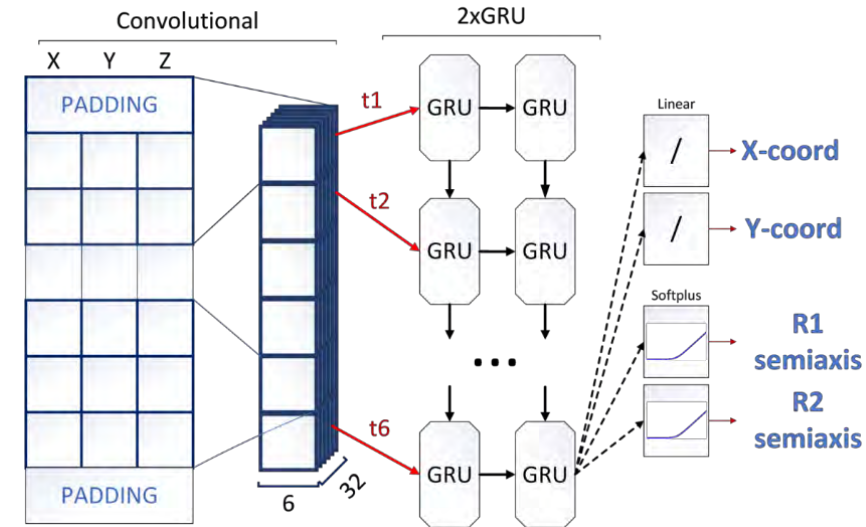 Convolutional
2xGRU
X Y Z
PADDING
t1
GRU GRU
Linear
/
X-coord
t2
GRU GRU
/
Y-coord
Softplus
R1
semiaxis
...
R2
semiaxis
t6
GRU GRU
PADDING
6
32